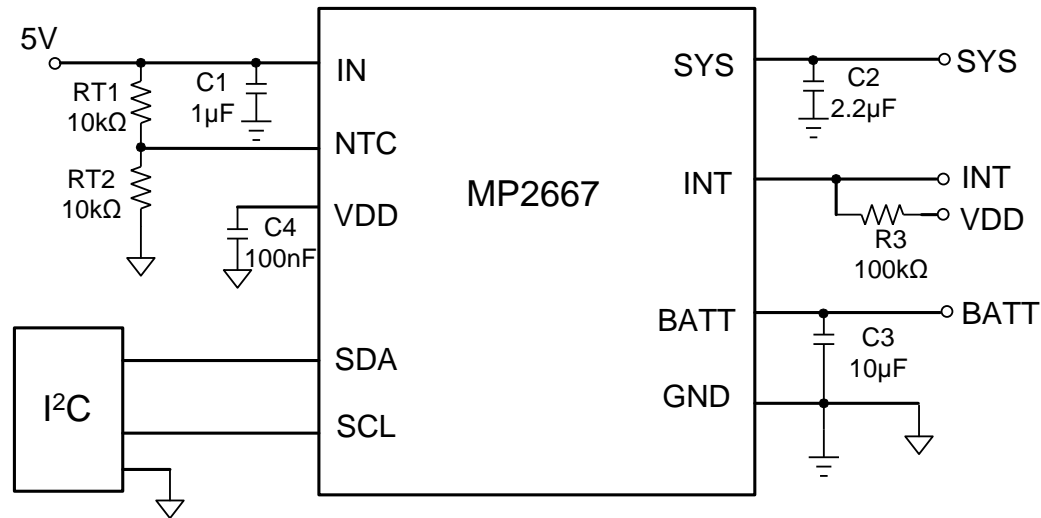 5V
RT1
10kΩ
RT2
10kΩ
C1
1µF
C4
100nF
I²C
IN
NTC
VDD
SDA
SCL
MP2667
SYS
INT
BATT
GND
C2
2.2µF
R3
100kΩ
C3
10µF
SYS
INT
VDD
BATT